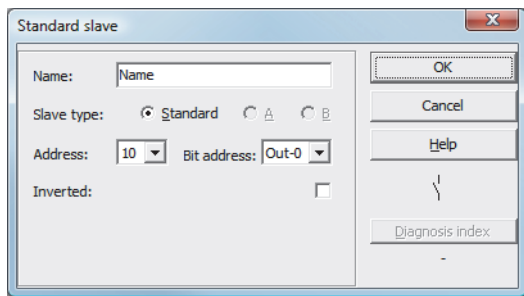 Standard slave
Name: Name
Slave type: Standard A B
Address: 10 Bit address: Out-0
Inverted:
OK
Cancel
Help
Diagnosis index
-